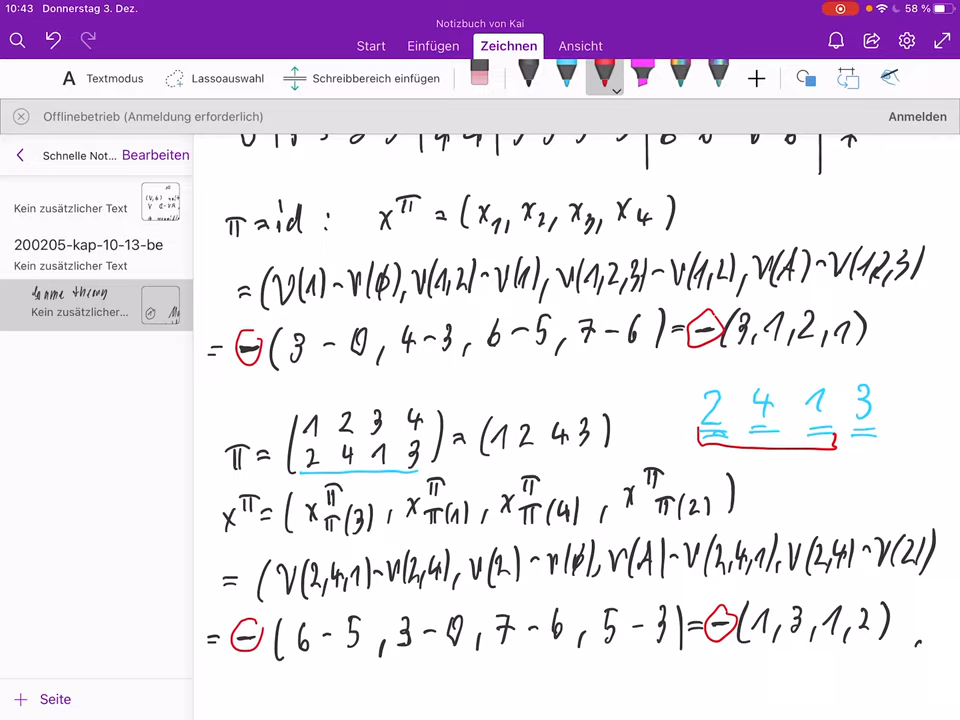 10:43 Donnerstag 3. Dez.
58 %
Notizbuch von Kai
Start Einfügen Zeichnen Ansicht
A Textmodus Lassoauswahl Schreibbereich einfügen
Offlinebetrieb (Anmeldung erforderlich) Anmelden
Schnelle Not... Bearbeiten
Kein zusätzlicher Text
200205-kap-10-13-be
Kein zusätzlicher Text
Kein zusätzlicher...
Seite
π = id : x^π = (x₁, x₂, x₃, x₄)
= (v(1) - v(∅), v(1,2) - v(1), v(1,2,3) - v(1,2), v(A) - v(1,2,3)
= - (3 - 0, 4 - 3, 6 - 5, 7 - 6) = - (3, 1, 2, 1)
2 4 1 3
π = (1 2 3 4
2 4 1 3) = (1 2 4 3)
x^π = (x^π_π(3), x^π_π(1), x^π_π(4), x^π_π(2))
= (v(2,4,1) - v(2,4), v(2) - v(∅), v(A) - v(2,4,1), v(2,4) - v(2))
= - (6 - 5, 3 - 0, 7 - 6, 5 - 3) = - (1, 3, 1, 2) .